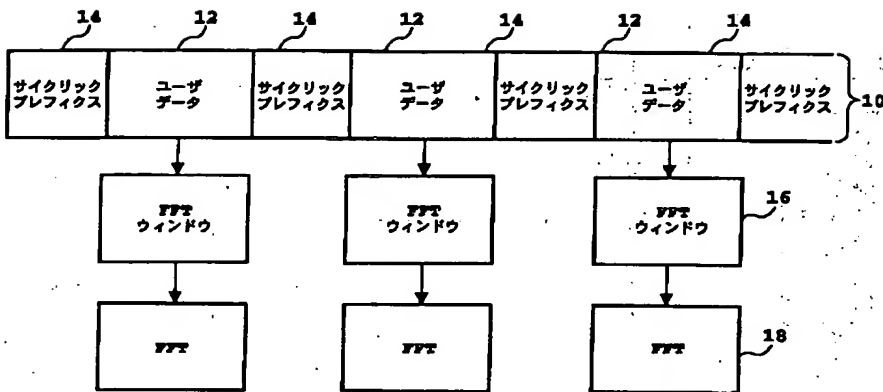 14
12
14
12
14
12
14
サイクリック
プレフィクス
ユーザ
データ
サイクリック
プレフィクス
ユーザ
データ
サイクリック
プレフィクス
ユーザ
データ
サイクリック
プレフィクス
10
FFT
ウィンドウ
FFT
ウィンドウ
FFT
ウィンドウ
16
FFT
FFT
FFT
18